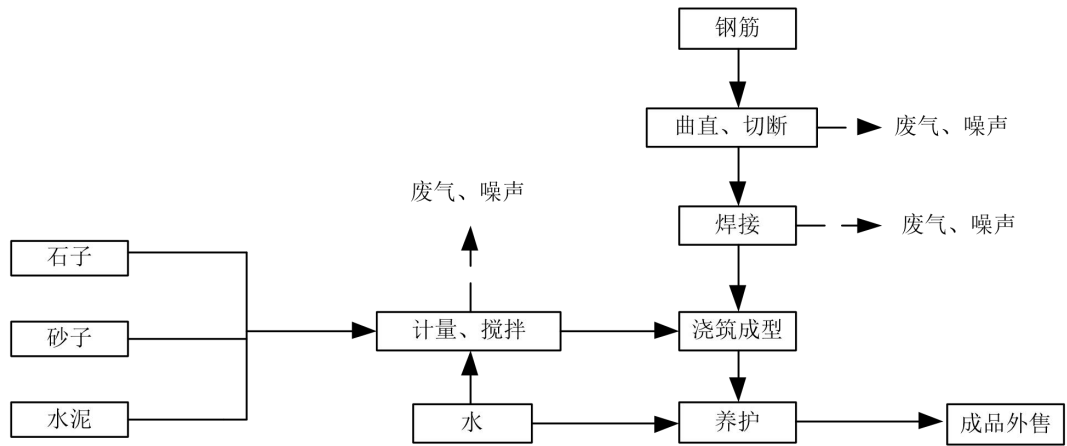 钢筋
曲直、切断
废气、噪声
废气、噪声
焊接
废气、噪声
石子
砂子
计量、搅拌
浇筑成型
水泥
水
养护
成品外售